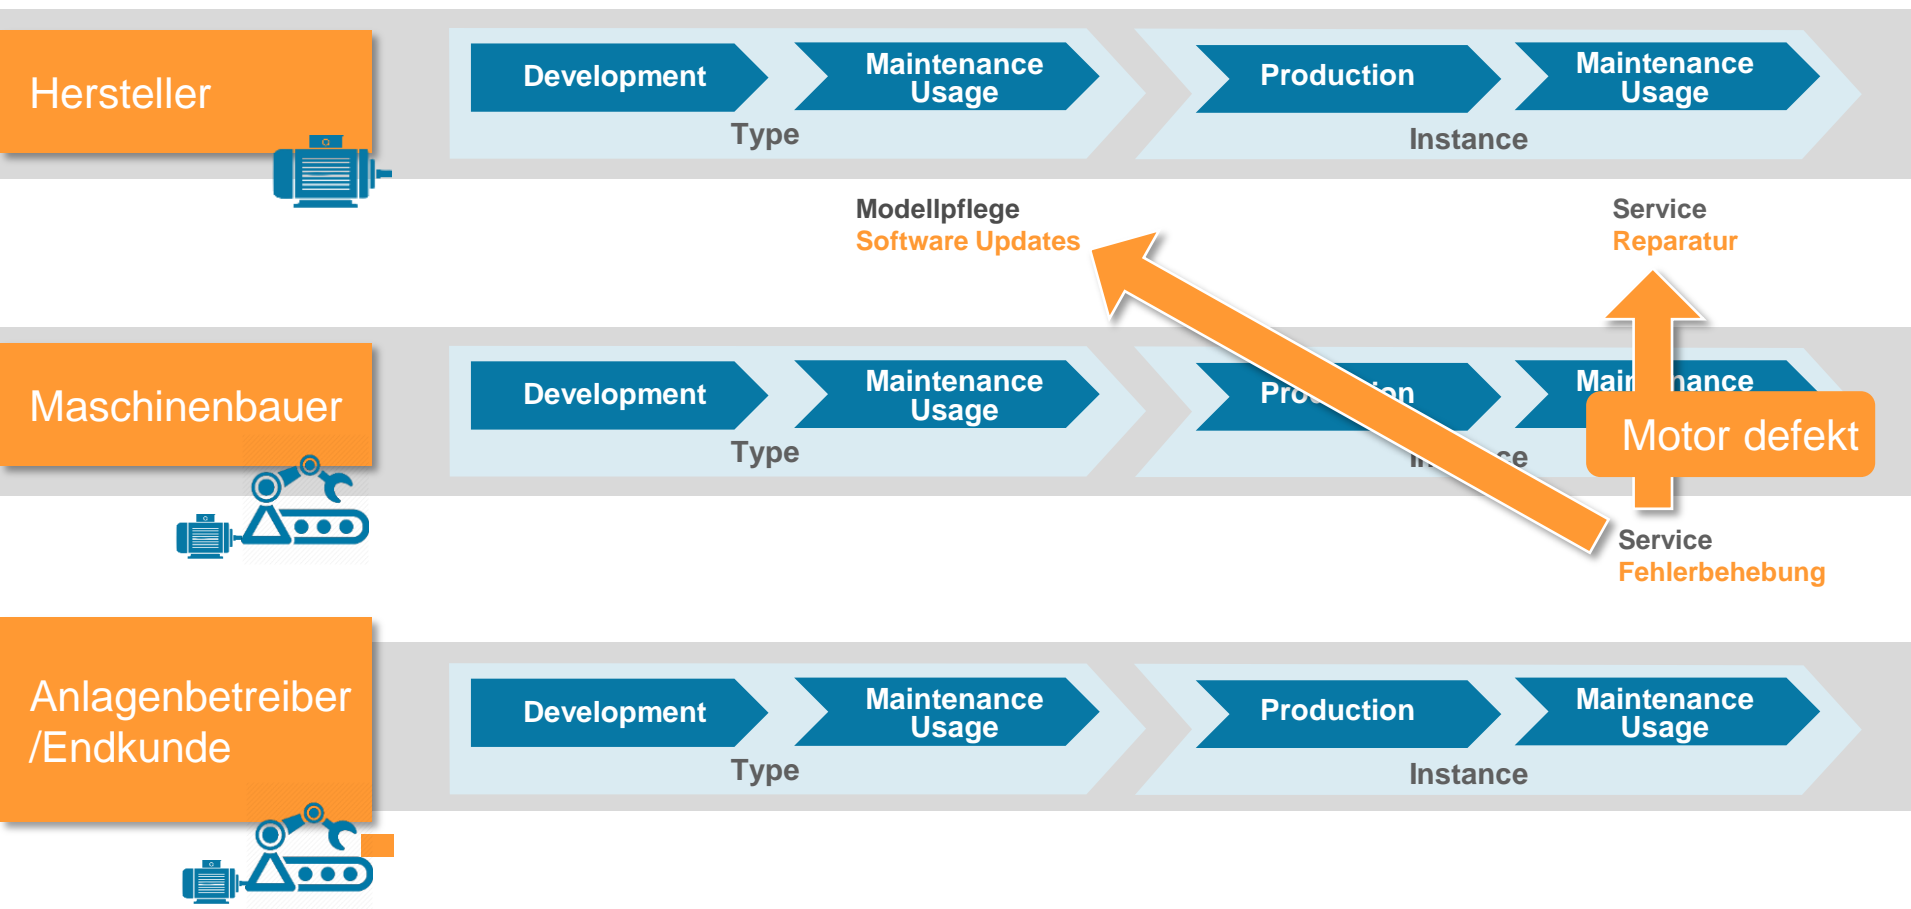 Hersteller
Development
Maintenance
Usage
Type
Production
Maintenance
Usage
Instance
Modellpflege
Software Updates
Service
Reparatur
Maschinenbauer
Development
Maintenance
Usage
Type
Motor defekt
Service
Fehlerbehebung
Anlagenbetreiber
/Endkunde
Development
Maintenance
Usage
Type
Production
Maintenance
Usage
Instance